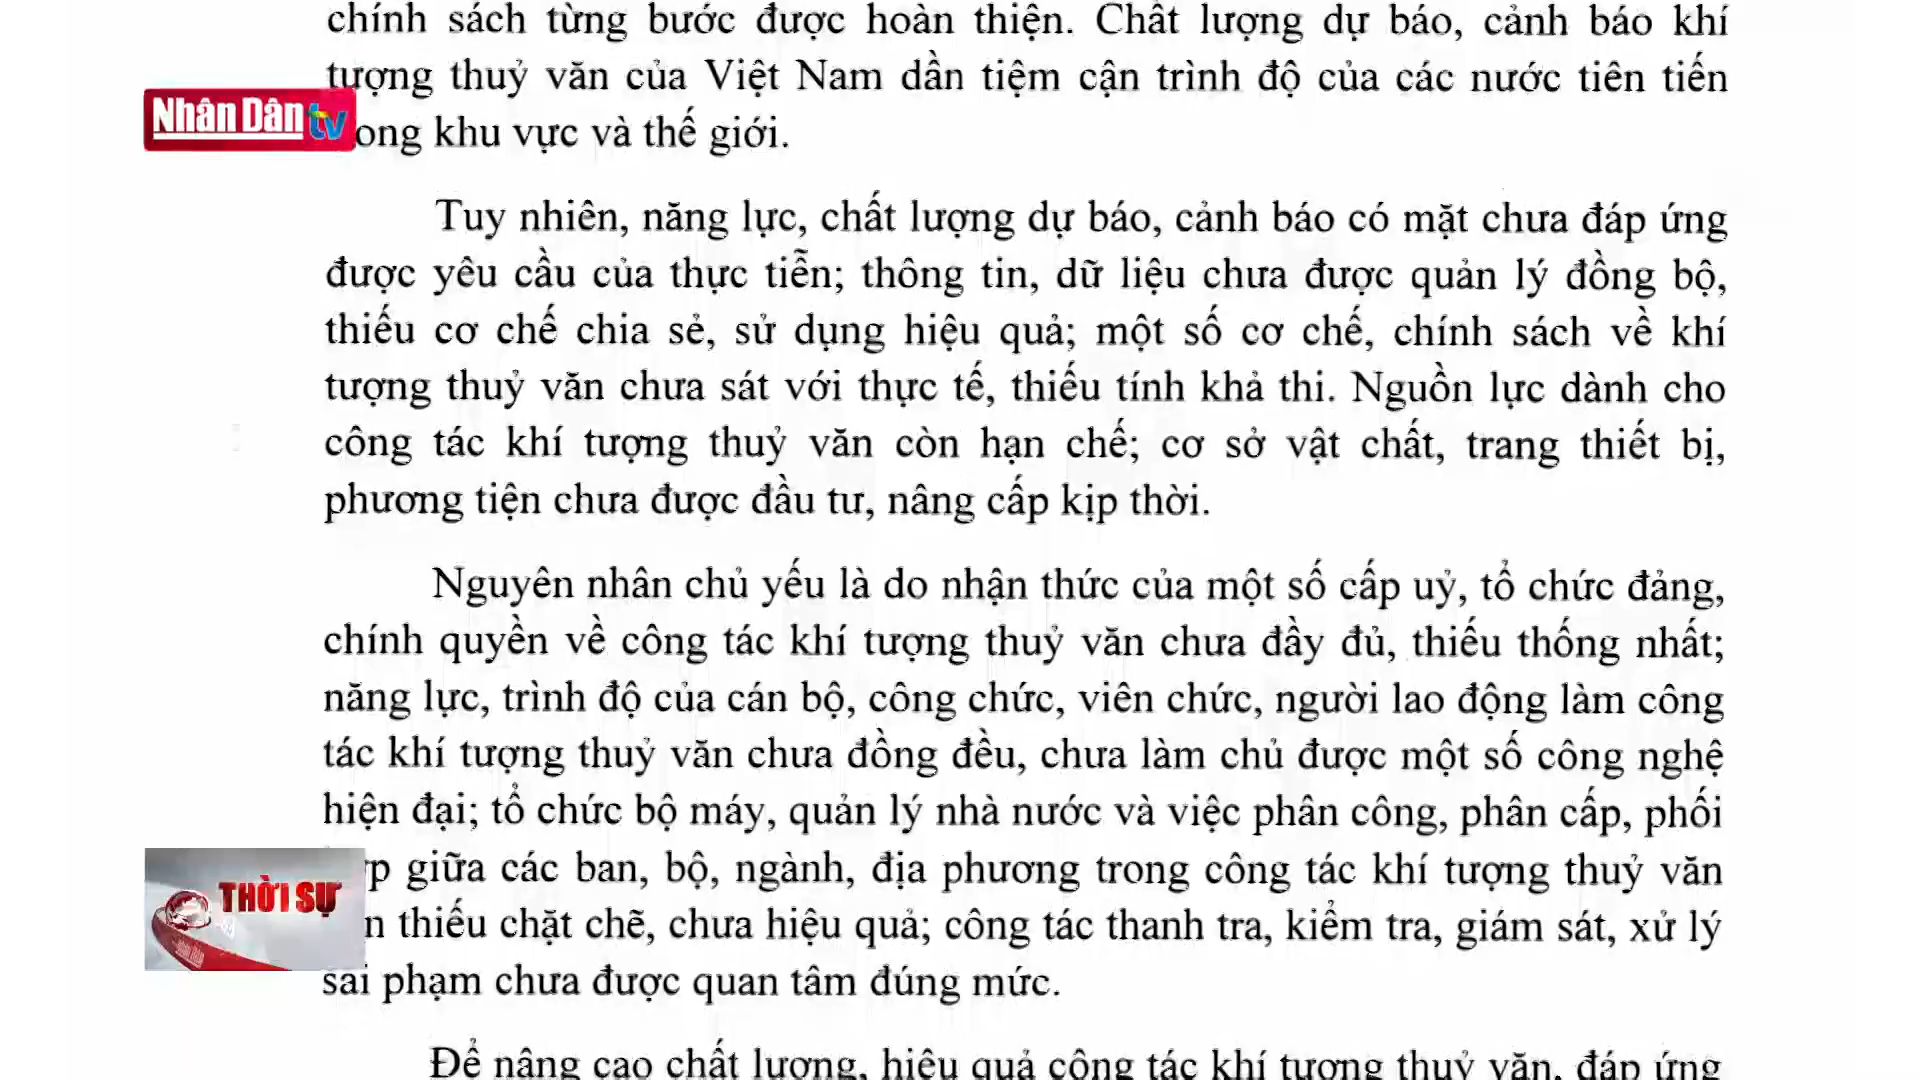 chính sách từng bước được hoàn thiện. Chất lượng dự báo, cảnh báo khí
tượng thuỷ văn của Việt Nam dần tiệm cận trình độ của các nước tiên tiến
Nhân Dân tv
ong khu vực và thế giới.
Tuy nhiên, năng lực, chất lượng dự báo, cảnh báo có mặt chưa đáp ứng
được yêu cầu của thực tiễn; thông tin, dữ liệu chưa được quản lý đồng bộ,
thiếu cơ chế chia sẻ, sử dụng hiệu quả; một số cơ chế, chính sách về khí
tượng thuỷ văn chưa sát với thực tế, thiếu tính khả thi. Nguồn lực dành cho
công tác khí tượng thuỷ văn còn hạn chế; cơ sở vật chất, trang thiết bị,
phương tiện chưa được đầu tư, nâng cấp kịp thời.
Nguyên nhân chủ yếu là do nhận thức của một số cấp uỷ, tổ chức đảng,
chính quyền về công tác khí tượng thuỷ văn chưa đầy đủ, thiếu thống nhất;
năng lực, trình độ của cán bộ, công chức, viên chức, người lao động làm công
tác khí tượng thuỷ văn chưa đồng đều, chưa làm chủ được một số công nghệ
hiện đại; tổ chức bộ máy, quản lý nhà nước và việc phân công, phân cấp, phối
ợp giữa các ban, bộ, ngành, địa phương trong công tác khí tượng thuỷ văn
THỜI SỰ
n thiếu chặt chẽ, chưa hiệu quả; công tác thanh tra, kiểm tra, giám sát, xử lý
sai phạm chưa được quan tâm đúng mức.
Để nâng cao chất lượng, hiệu quả công tác khí tượng thuỷ văn, đáp ứng